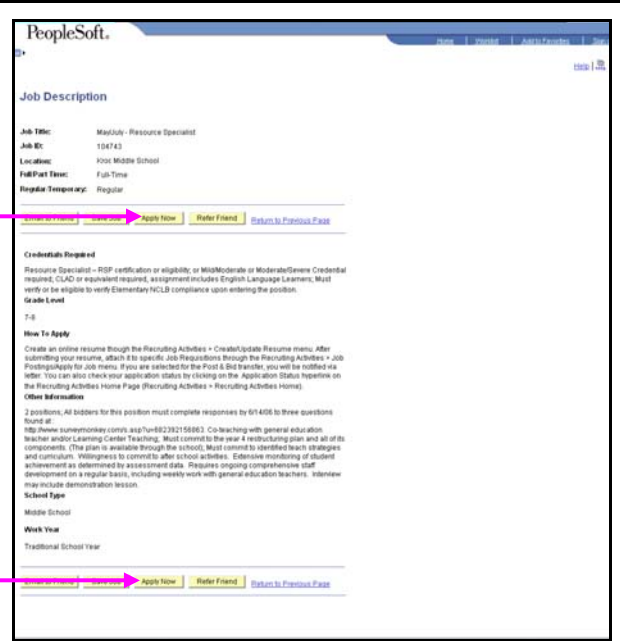 PeopleSoft.
Home | Worklist | Add to Favorites | Sign
Help |
Job Description
Job Title: May/July - Resource Specialist
Job ID: 104743
Location: Middle School
Full/Part Time: Full-Time
Regular/Temporary: Regular
Email to Friend Save Job Apply Now Refer Friend Return to Previous Page
Credentials Required
Resource Specialist – RSP certification or eligibility; or Mild/Moderate or Moderate/Severe Credential
required; CLAD or equivalent required, assignment includes English Language Learners; Must
verify or be eligible to verify Elementary NCLB compliance upon entering the position.
Grade Level
7-8
How To Apply
Create an online resume though the Recruiting Activities > Create/Update Resume menu. After
submitting your resume, attach it to specific Job Requisitions through the Recruiting Activities > Job
Postings/Apply for Job menu. If you are selected for the Post & Bid transfer, you will be notified via
letter. You can also check your application status by clicking on the Application Status hyperlink on
the Recruiting Activities Home Page (Recruiting Activities > Recruiting Activities Home).
Other Information
2 positions; All bidders for this position must complete responses by 6/14/06 to three questions
found at :
http://www.surveymonkey.com/s.asp?u=682392156863. Co-teaching with general education
teacher and/or Learning Center Teaching; Must commit to the year 4 restructuring plan and all of its
components. (The plan is available through the school); Must commit to identified teach strategies
and curriculum. Willingness to commit to after school activities. Extensive monitoring of student
achievement as determined by assessment data. Requires ongoing comprehensive staff
development on a regular basis, including weekly work with general education teachers. Interview
may include demonstration lesson.
School Type
Middle School
Work Year
Traditional School Year
Email to Friend Save Job Apply Now Refer Friend Return to Previous Page